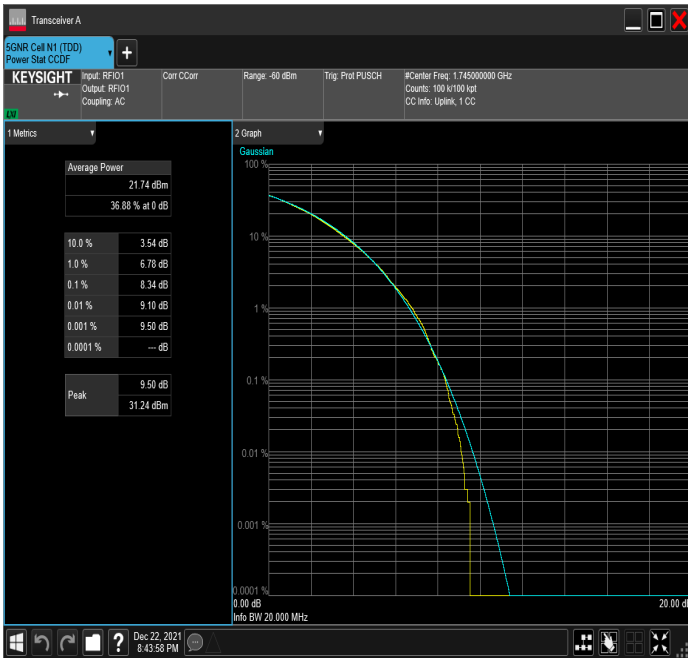 Transceiver A
5GNR Cell N1 (TDD)
Power Stat CCDF
+
KEYSIGHT
Input: RFIO1
Output: RFIO1
Coupling: AC
Corr CCorr
Range: -60 dBm
Trig: Prot PUSCH
#Center Freq: 1.745000000 GHz
Counts: 100 k/100 kpt
CC Info: Uplink, 1 CC
LXI
1 Metrics
Average Power
21.74 dBm
36.88 % at 0 dB
10.0 % 3.54 dB
1.0 % 6.78 dB
0.1 % 8.34 dB
0.01 % 9.10 dB
0.001 % 9.50 dB
0.0001 % --- dB
Peak
9.50 dB
31.24 dBm
2 Graph
Gaussian
100 %
10 %
1 %
0.1 %
0.01 %
0.001 %
0.0001 %
0.00 dB
20.00 dB
Info BW 20.000 MHz
?
Dec 22, 2021
8:43:58 PM